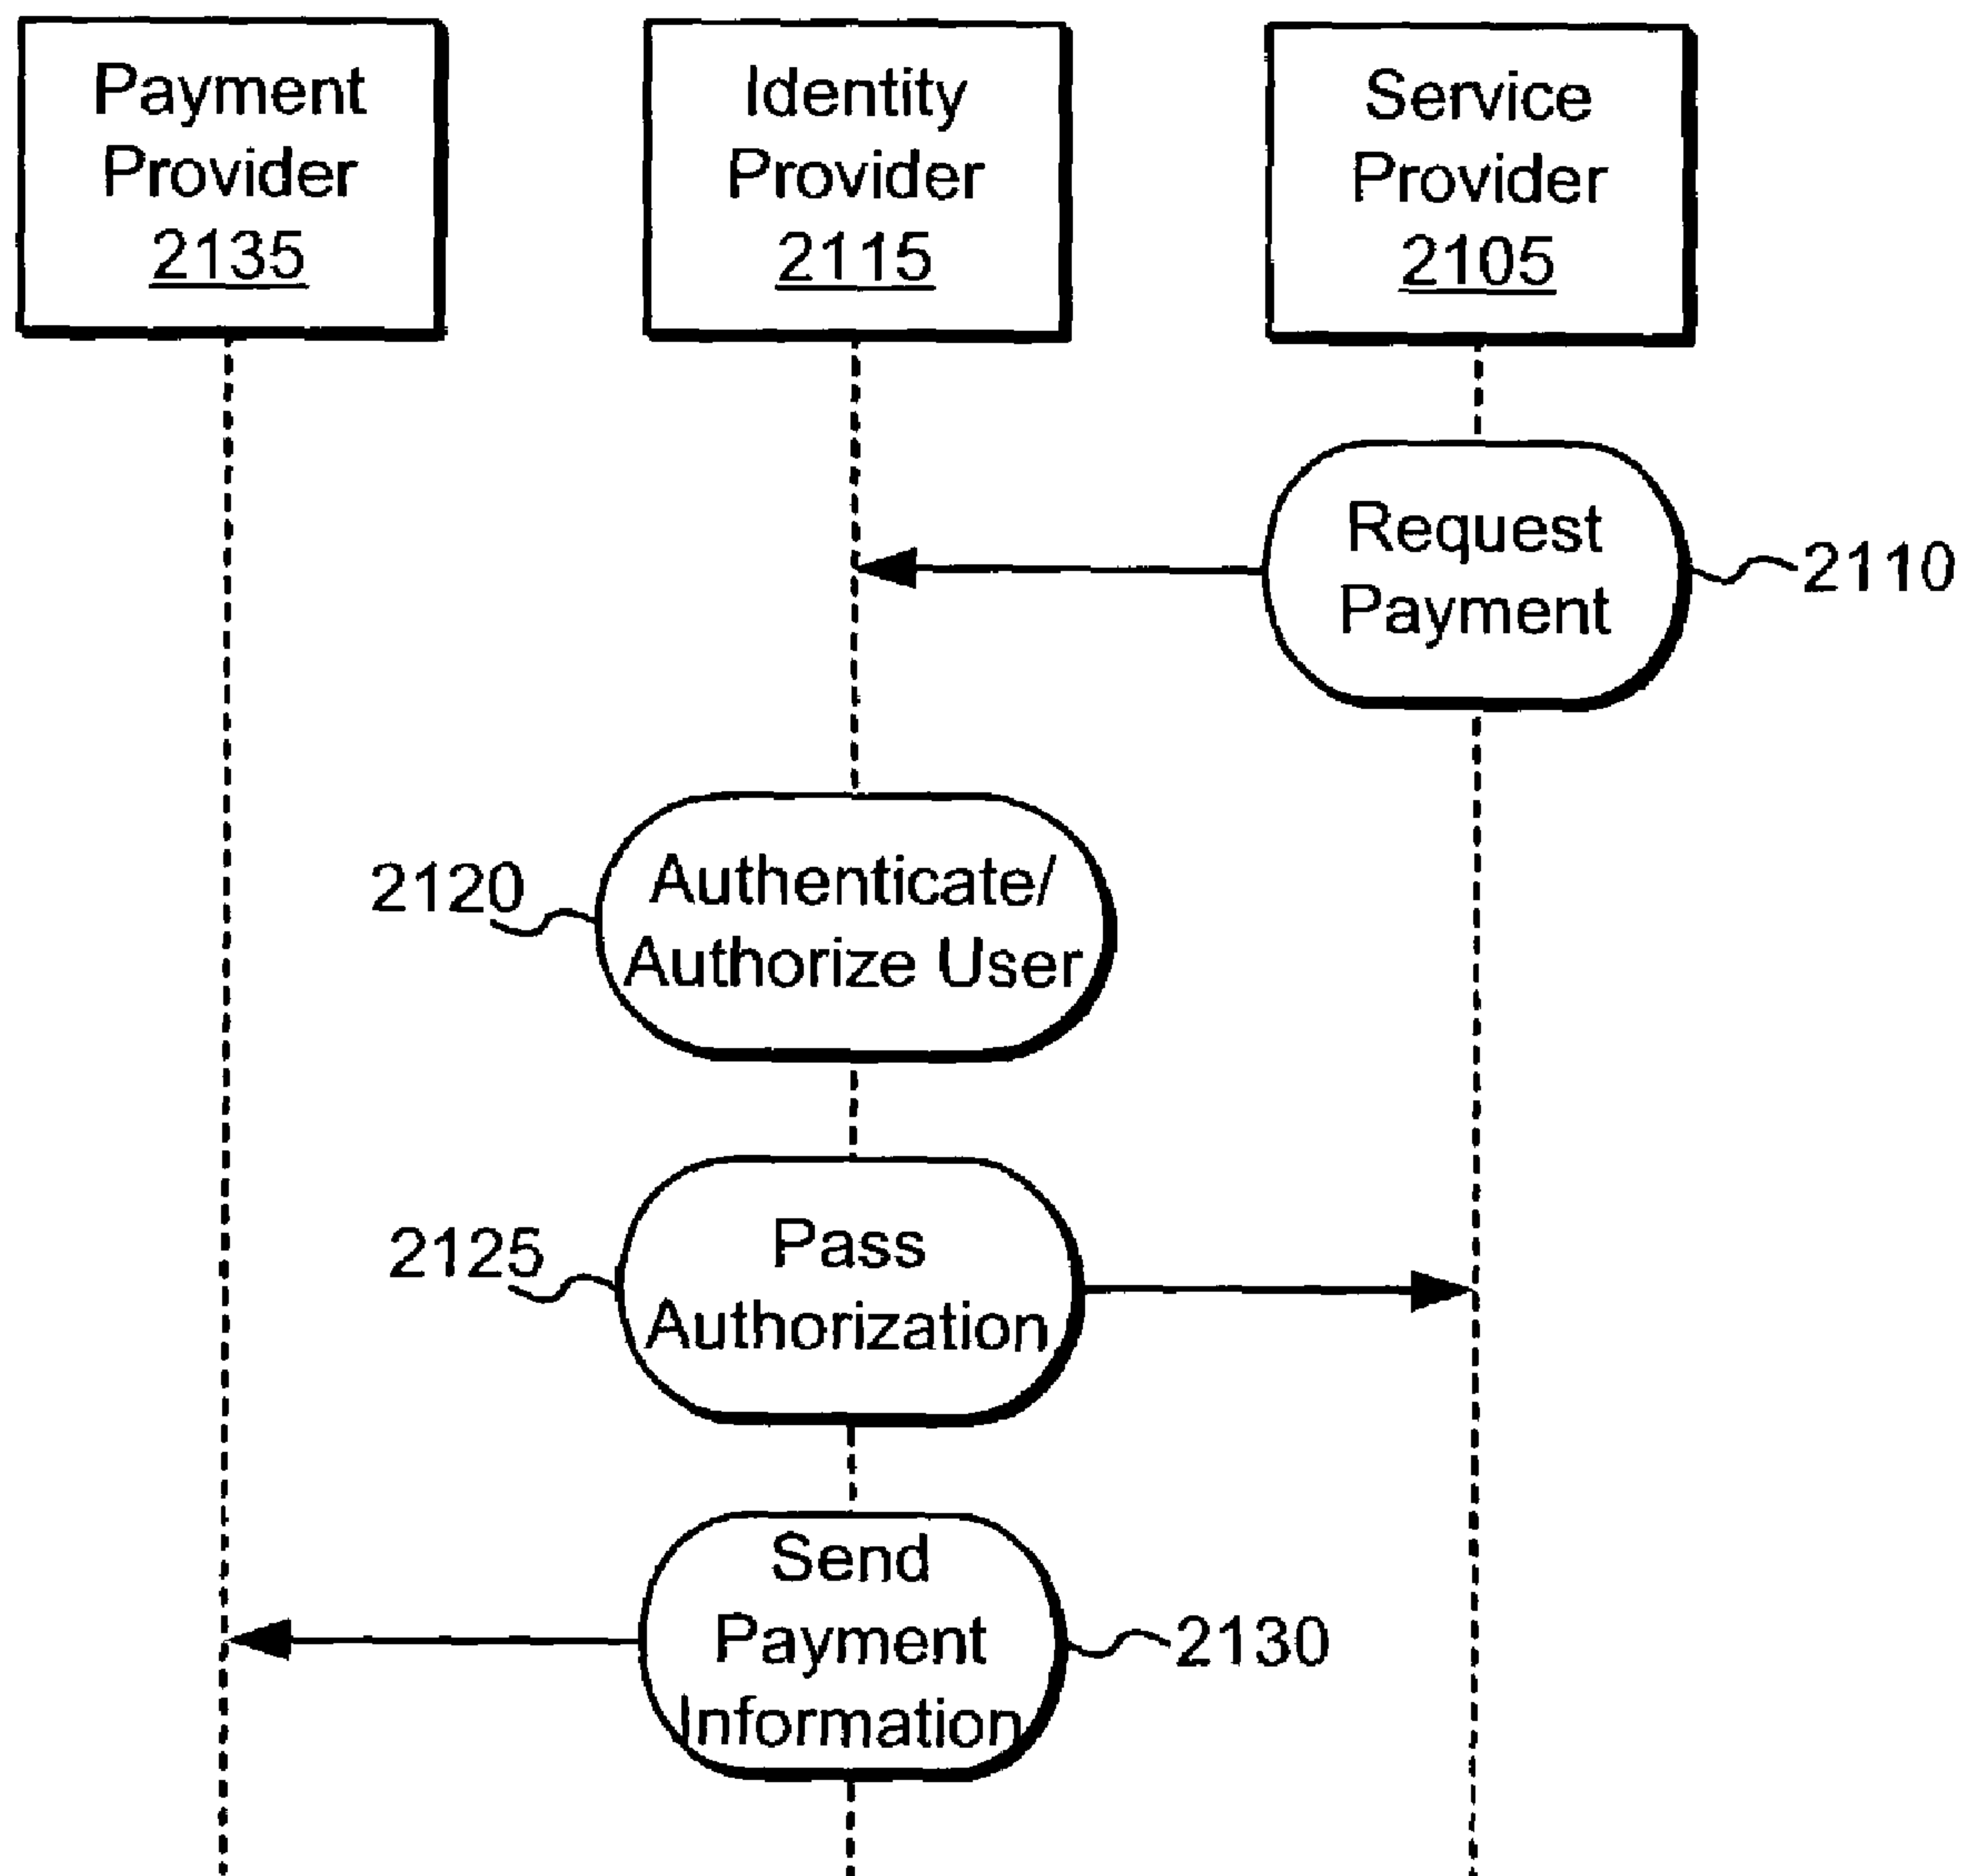 Payment
Provider
2135
Identity
Provider
2115
Service
Provider
2105
Request
Payment
2110
2120
Authenticate/
Authorize User
2125
Pass
Authorization
Send
Payment
Information
2130